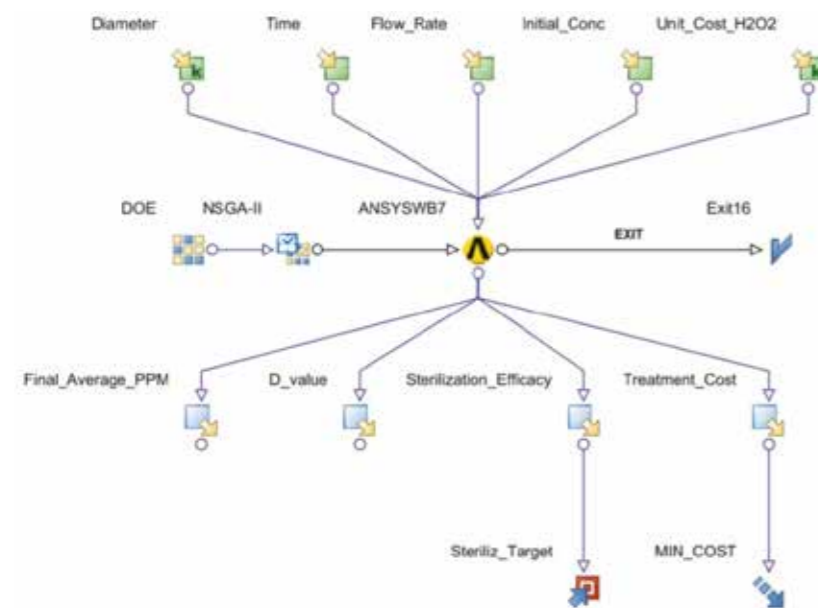 Diameter Time Flow_Rate Initial_Conc Unit_Cost_H2O2
k k
DOE NSGA-II ANSYSWB7 Exit16
EXIT
Final_Average_PPM D_value Sterilization_Efficacy Treatment_Cost
Steriliz_Target MIN_COST